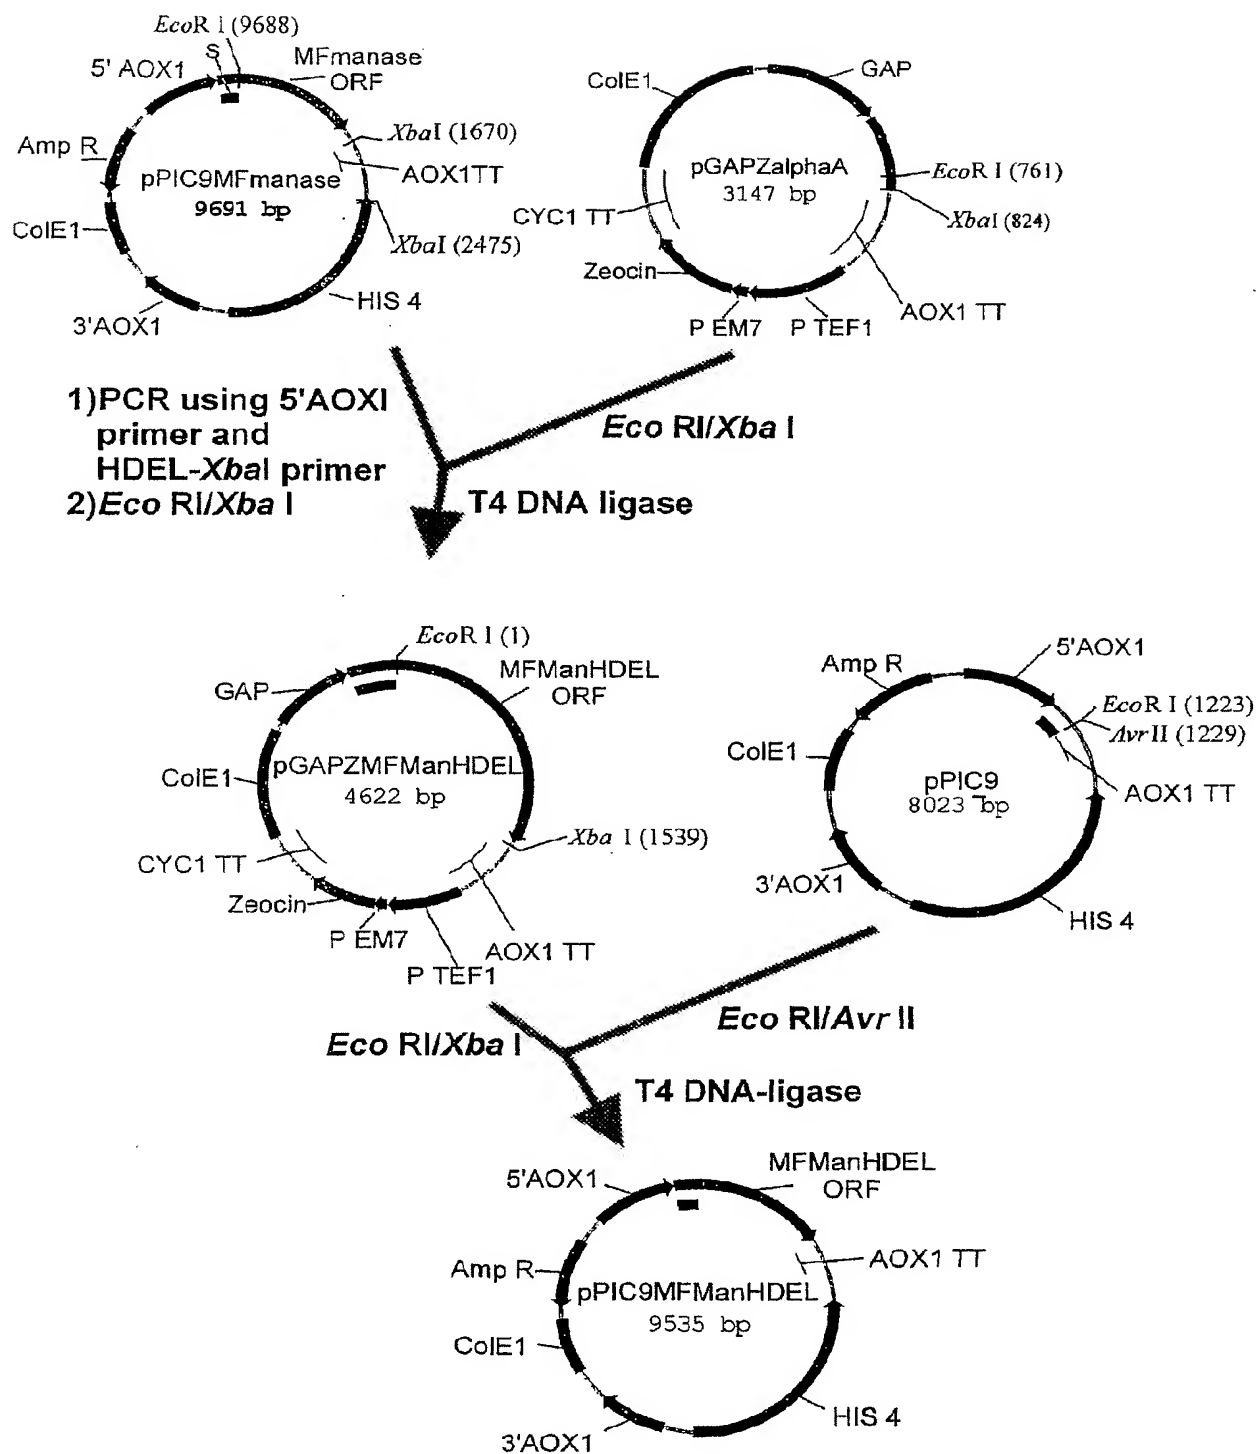 EcoR I (9688)
S
5' AOX1
MFmanase
ORF
Amp R
XbaI (1670)
AOX1TT
pPIC9MFmanase
9691 bp
ColE1
XbaI (2475)
HIS 4
3'AOX1
ColE1
GAP
pGAPZalphaA
3147 bp
EcoR I (761)
XbaI (824)
CYC1 TT
Zeocin
AOX1 TT
P EM7
P TEF1
1)PCR using 5'AOXI
primer and
HDEL-XbaI primer
2)Eco RI/Xba I
Eco RI/Xba I
T4 DNA ligase
EcoR I (1)
GAP
MFManHDEL
ORF
ColE1
pGAPZMFManHDEL
4622 bp
Xba I (1539)
CYC1 TT
Zeocin
P EM7
AOX1 TT
P TEF1
5'AOX1
Amp R
EcoR I (1223)
AvrII (1229)
ColE1
pPIC9
8023 bp
AOX1 TT
3'AOX1
HIS 4
Eco RI/Xba I
Eco RI/Avr II
T4 DNA-ligase
MFManHDEL
ORF
5'AOX1
AOX1 TT
Amp R
pPIC9MFManHDEL
9535 bp
ColE1
HIS 4
3'AOX1